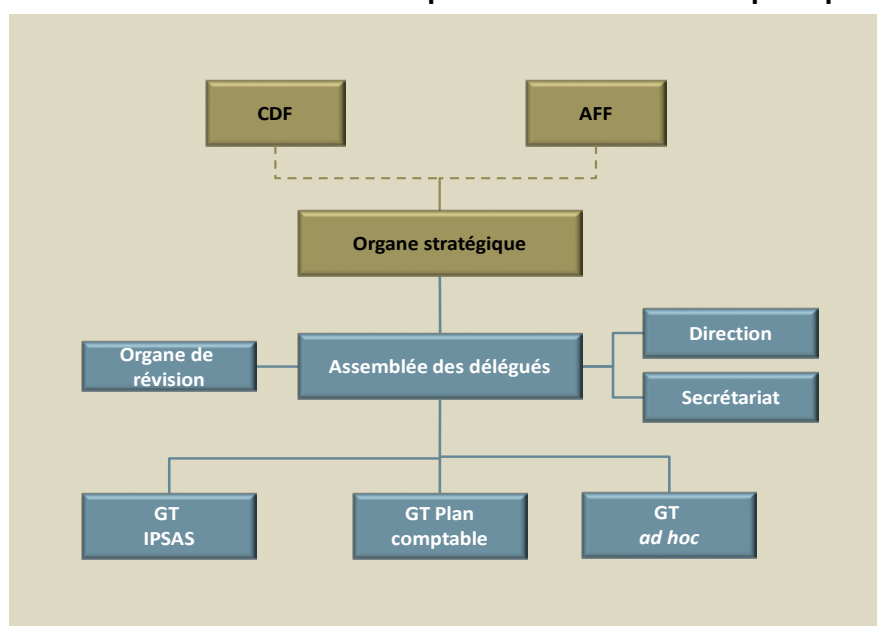 CDF
AFF
Organe stratégique
Direction
Organe de
révision
Assemblée des délégués
Secrétariat
GT
IPSAS
GT Plan
comptable
GT
ad hoc